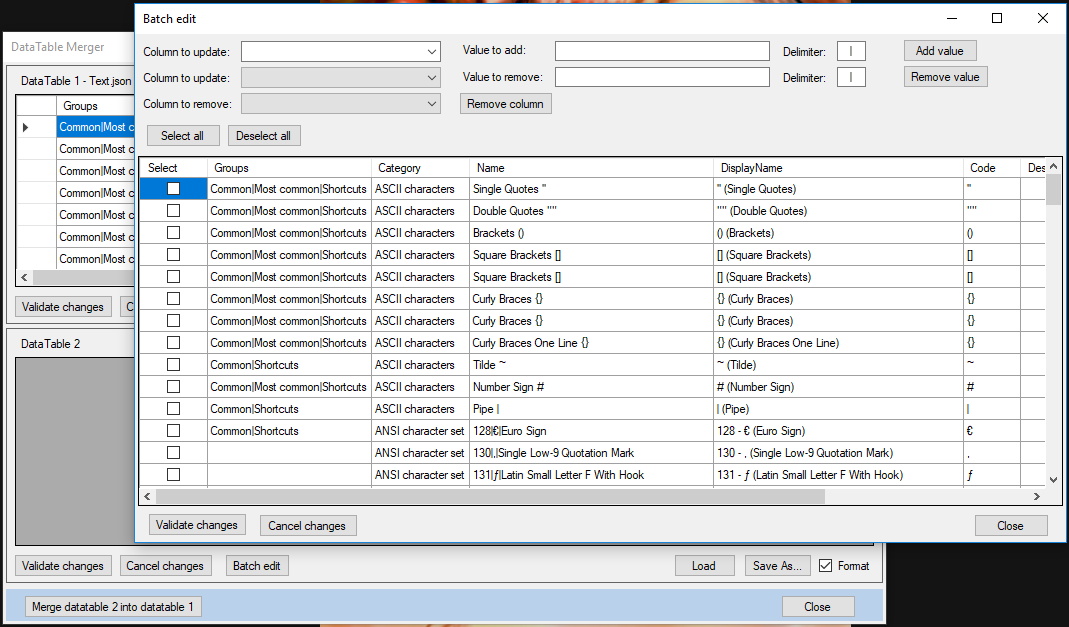 Batch edit
DataTable Merger
Column to update: Value to add: Delimiter: | Add value
Column to update: Value to remove: Delimiter: | Remove value
Column to remove: Remove column
Select all Deselect all
DataTable 1 - Text.json
Groups
Common|Most c
Common|Most c
Common|Most c
Common|Most c
Common|Most c
Common|Most c
Common|Most c
Validate changes C
DataTable 2
Select Groups Category Name DisplayName Code Des
Common|Most common|Shortcuts ASCII characters Single Quotes " " (Single Quotes) "
Common|Most common|Shortcuts ASCII characters Double Quotes """ """ (Double Quotes) """
Common|Most common|Shortcuts ASCII characters Brackets () () (Brackets) ()
Common|Most common|Shortcuts ASCII characters Square Brackets [] [] (Square Brackets) []
Common|Most common|Shortcuts ASCII characters Square Brackets [] [] (Square Brackets) []
Common|Most common|Shortcuts ASCII characters Curly Braces {} {} (Curly Braces) {}
Common|Most common|Shortcuts ASCII characters Curly Braces {} {} (Curly Braces) {}
Common|Most common|Shortcuts ASCII characters Curly Braces One Line {} {} (Curly Braces One Line) {}
Common|Shortcuts ASCII characters Tilde ~ ~ (Tilde) ~
Common|Most common|Shortcuts ASCII characters Number Sign # # (Number Sign) #
Common|Shortcuts ASCII characters Pipe | | (Pipe) |
Common|Shortcuts ANSI character set 128|€|Euro Sign 128 - € (Euro Sign) €
ANSI character set 130|‚|Single Low-9 Quotation Mark 130 - ‚ (Single Low-9 Quotation Mark) ‚
ANSI character set 131|ƒ|Latin Small Letter F With Hook 131 - ƒ (Latin Small Letter F With Hook) ƒ
Validate changes Cancel changes Close
Validate changes Cancel changes Batch edit Load Save As... Format
Merge datatable 2 into datatable 1 Close